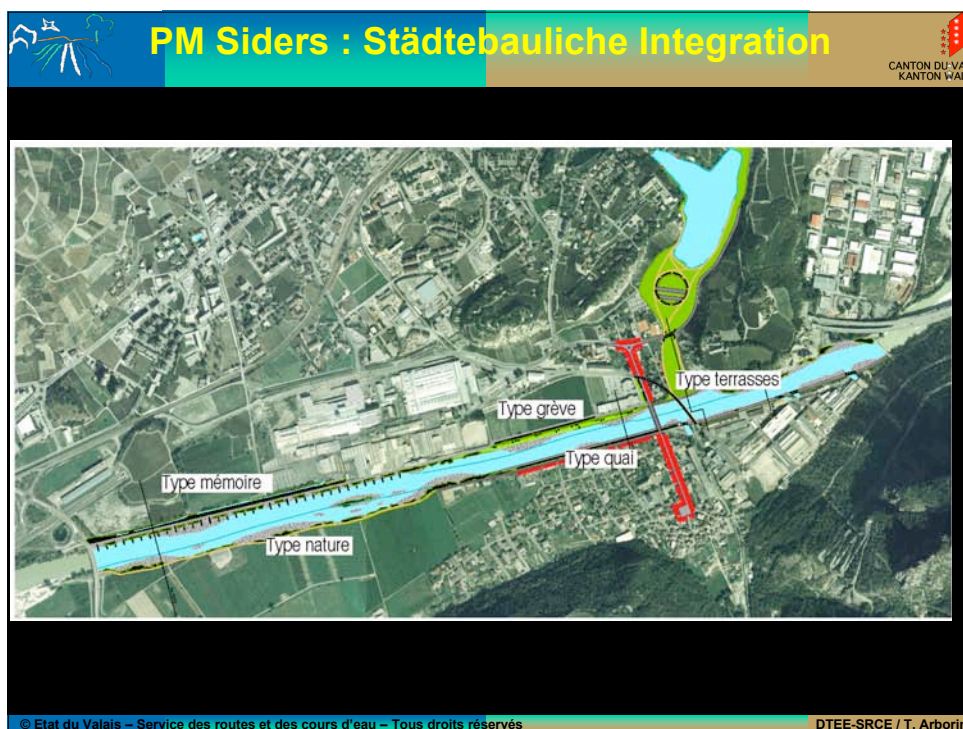 PM Siders : Städtebauliche Integration
CANTON DU VA
KANTON WAL
Type terrasses
Type grève
Type quai
Type mémoire
Type nature
© Etat du Valais – Service des routes et des cours d'eau – Tous droits réservés
DTEE-SRCE / T. Arborin